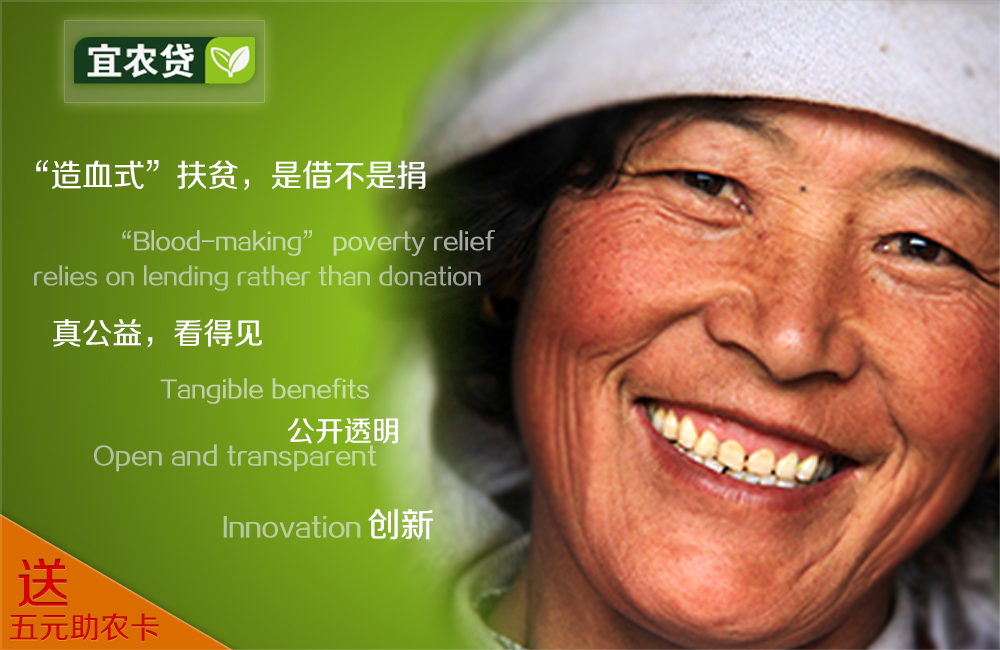 宜农贷
“造血式”扶贫，是借不是捐
“Blood-making” poverty relief
relies on lending rather than donation
真公益，看得见
Tangible benefits
公开透明
Open and transparent
Innovation 创新
送
五元助农卡